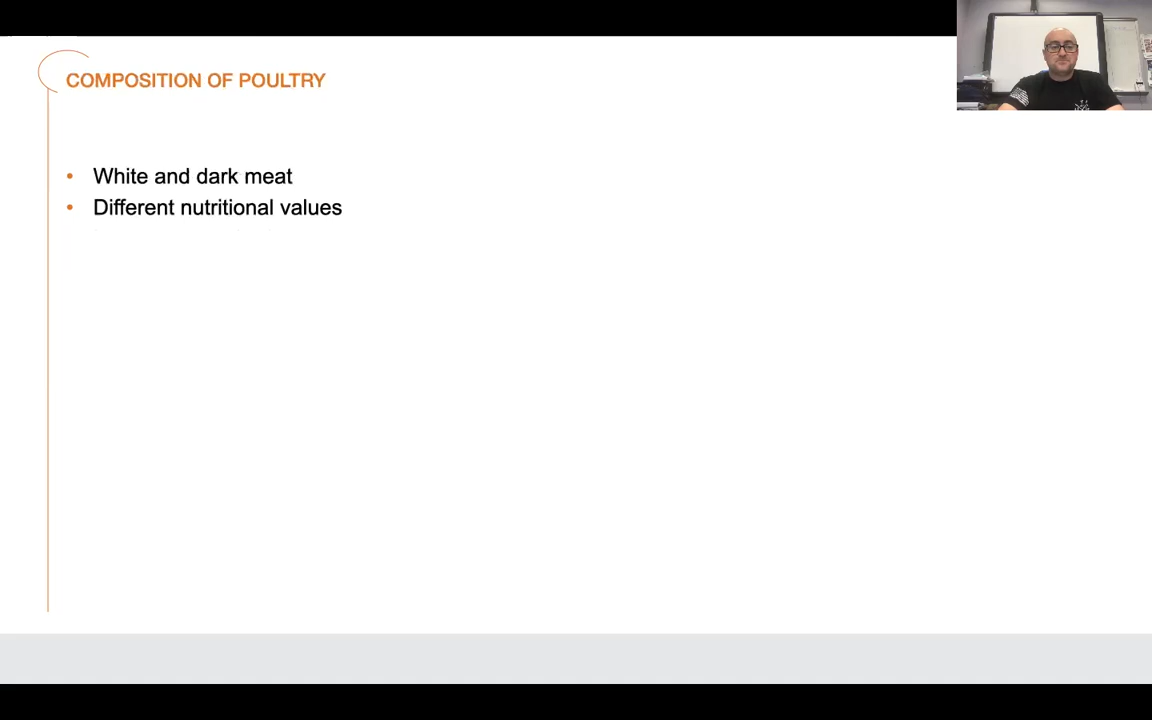 COMPOSITION OF POULTRY
• White and dark meat
• Different nutritional values